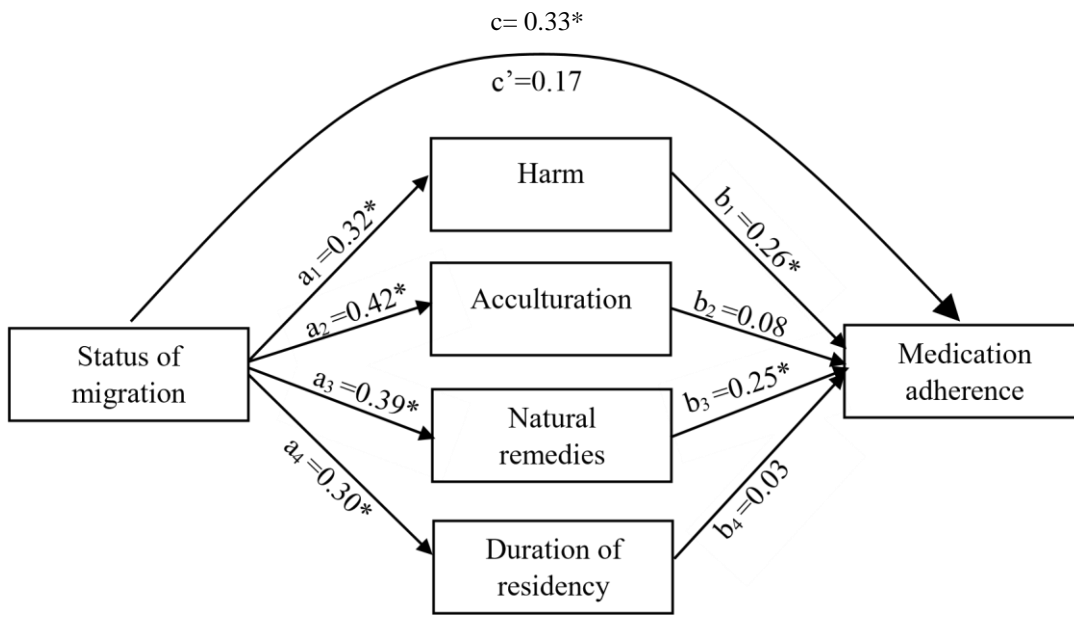 c= 0.33*
c’=0.17
Harm
a₁ =0.32*
b₁ =0.26*
Acculturation
a₂ =0.42*
b₂ =0.08
Status of
migration
Medication
adherence
a₃ =0.39*
b₃ =0.25*
Natural
remedies
a₄ =0.30*
b₄ =0.03
Duration of
residency